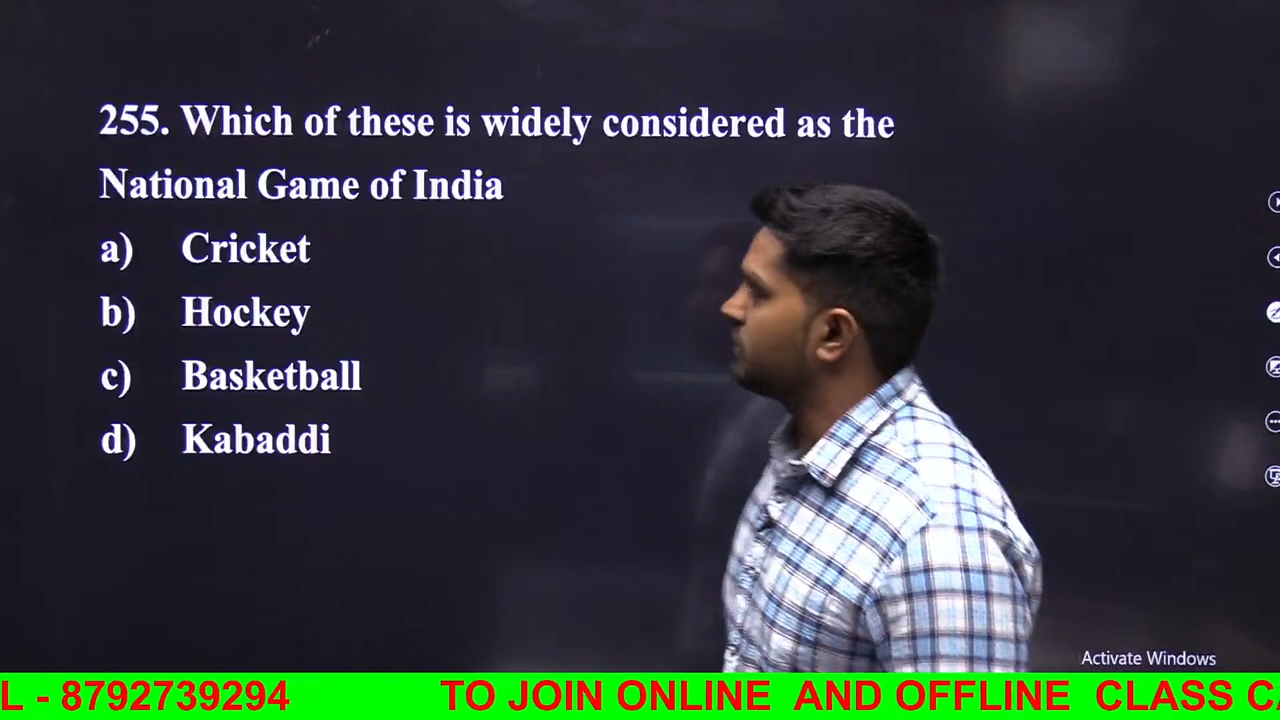 255. Which of these is widely considered as the
National Game of India
a) Cricket
b) Hockey
c) Basketball
d) Kabaddi
Activate Windows
L - 8792739294 TO JOIN ONLINE AND OFFLINE CLASS CA